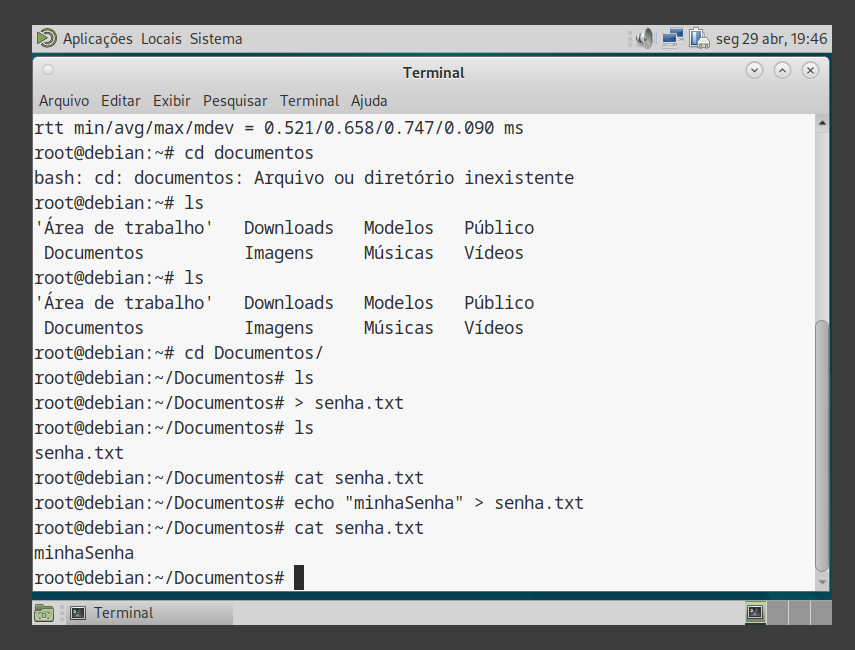 Aplicações Locais Sistema seg 29 abr, 19:46
Terminal
Arquivo Editar Exibir Pesquisar Terminal Ajuda
rtt min/avg/max/mdev = 0.521/0.658/0.747/0.090 ms
root@debian:~# cd documentos
bash: cd: documentos: Arquivo ou diretório inexistente
root@debian:~# ls
'Área de trabalho' Downloads Modelos Público
Documentos Imagens Músicas Vídeos
root@debian:~# ls
'Área de trabalho' Downloads Modelos Público
Documentos Imagens Músicas Vídeos
root@debian:~# cd Documentos/
root@debian:~/Documentos# ls
root@debian:~/Documentos# > senha.txt
root@debian:~/Documentos# ls
senha.txt
root@debian:~/Documentos# cat senha.txt
root@debian:~/Documentos# echo "minhaSenha" > senha.txt
root@debian:~/Documentos# cat senha.txt
minhaSenha
root@debian:~/Documentos#
Terminal